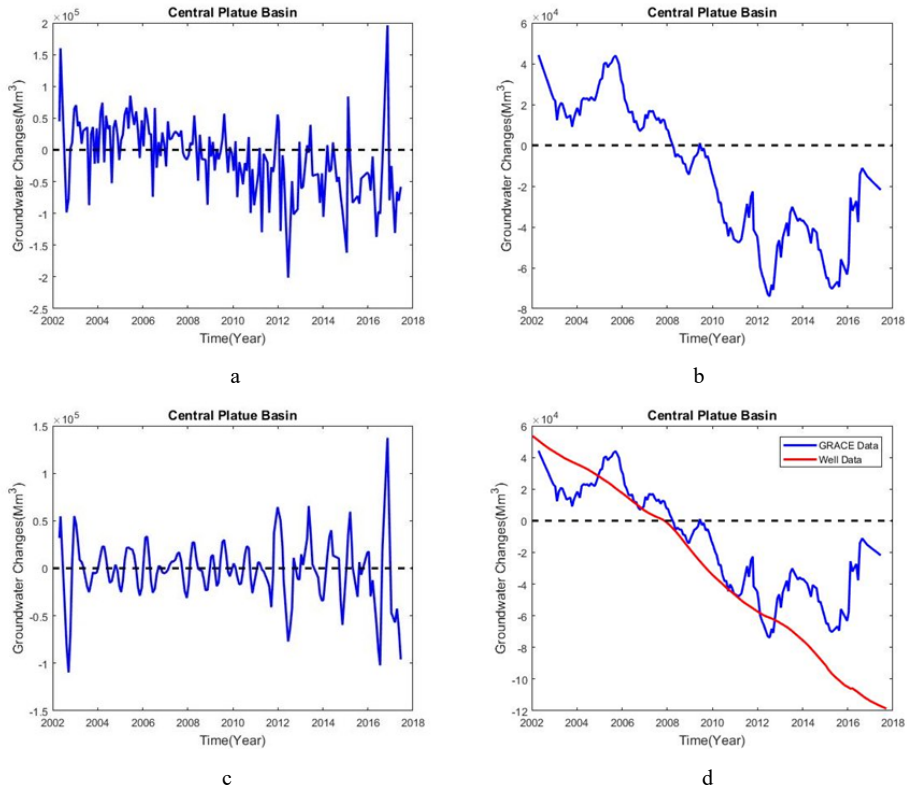 Central Platue Basin
×10^5
Groundwater Changes(Mm^3)
2
1.5
1
0.5
0
-0.5
-1
-1.5
-2
-2.5
2002 2004 2006 2008 2010 2012 2014 2016 2018
Time(Year)
a
Central Platue Basin
×10^4
Groundwater Changes(Mm^3)
6
4
2
0
-2
-4
-6
-8
2002 2004 2006 2008 2010 2012 2014 2016 2018
Time(Year)
b
Central Platue Basin
×10^5
Groundwater Changes(Mm^3)
1.5
1
0.5
0
-0.5
-1
-1.5
2002 2004 2006 2008 2010 2012 2014 2016 2018
Time(Year)
c
Central Platue Basin
×10^4
Groundwater Changes(Mm^3)
6
4
2
0
-2
-4
-6
-8
-10
-12
GRACE Data
Well Data
2002 2004 2006 2008 2010 2012 2014 2016 2018
Time(Year)
d